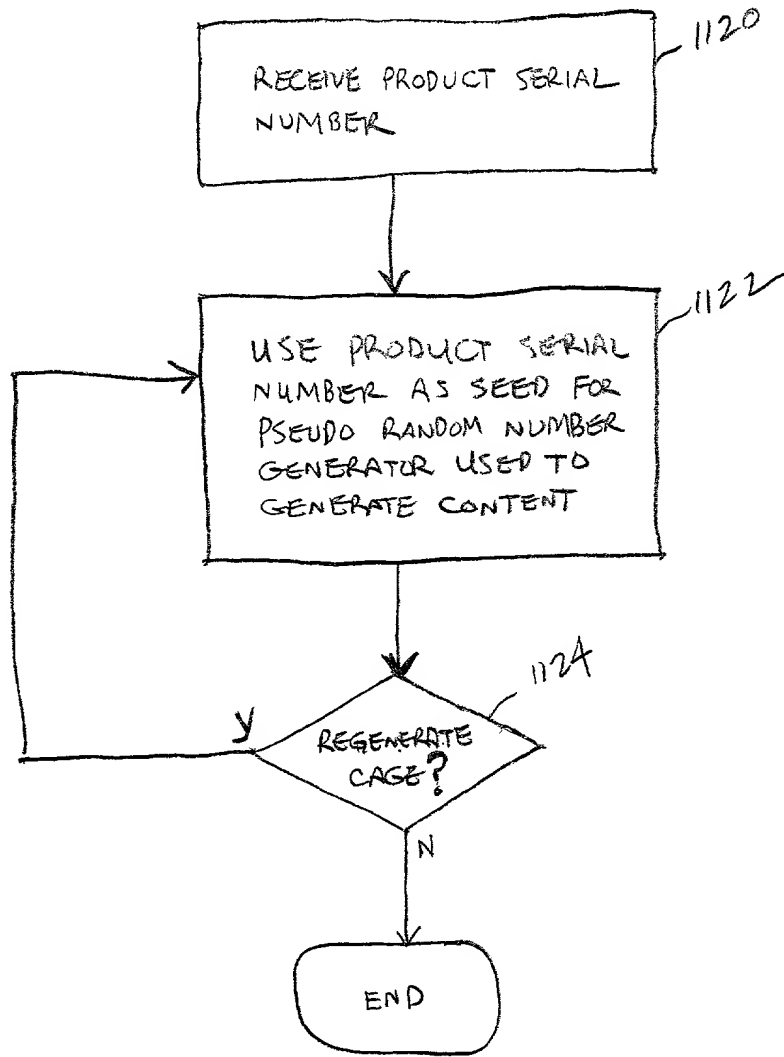 1120
RECEIVE PRODUCT SERIAL
NUMBER
1122
USE PRODUCT SERIAL
NUMBER AS SEED FOR
PSEUDO RANDOM NUMBER
GENERATOR USED TO
GENERATE CONTENT
1124
Y
REGENERATE
CAGE?
N
END